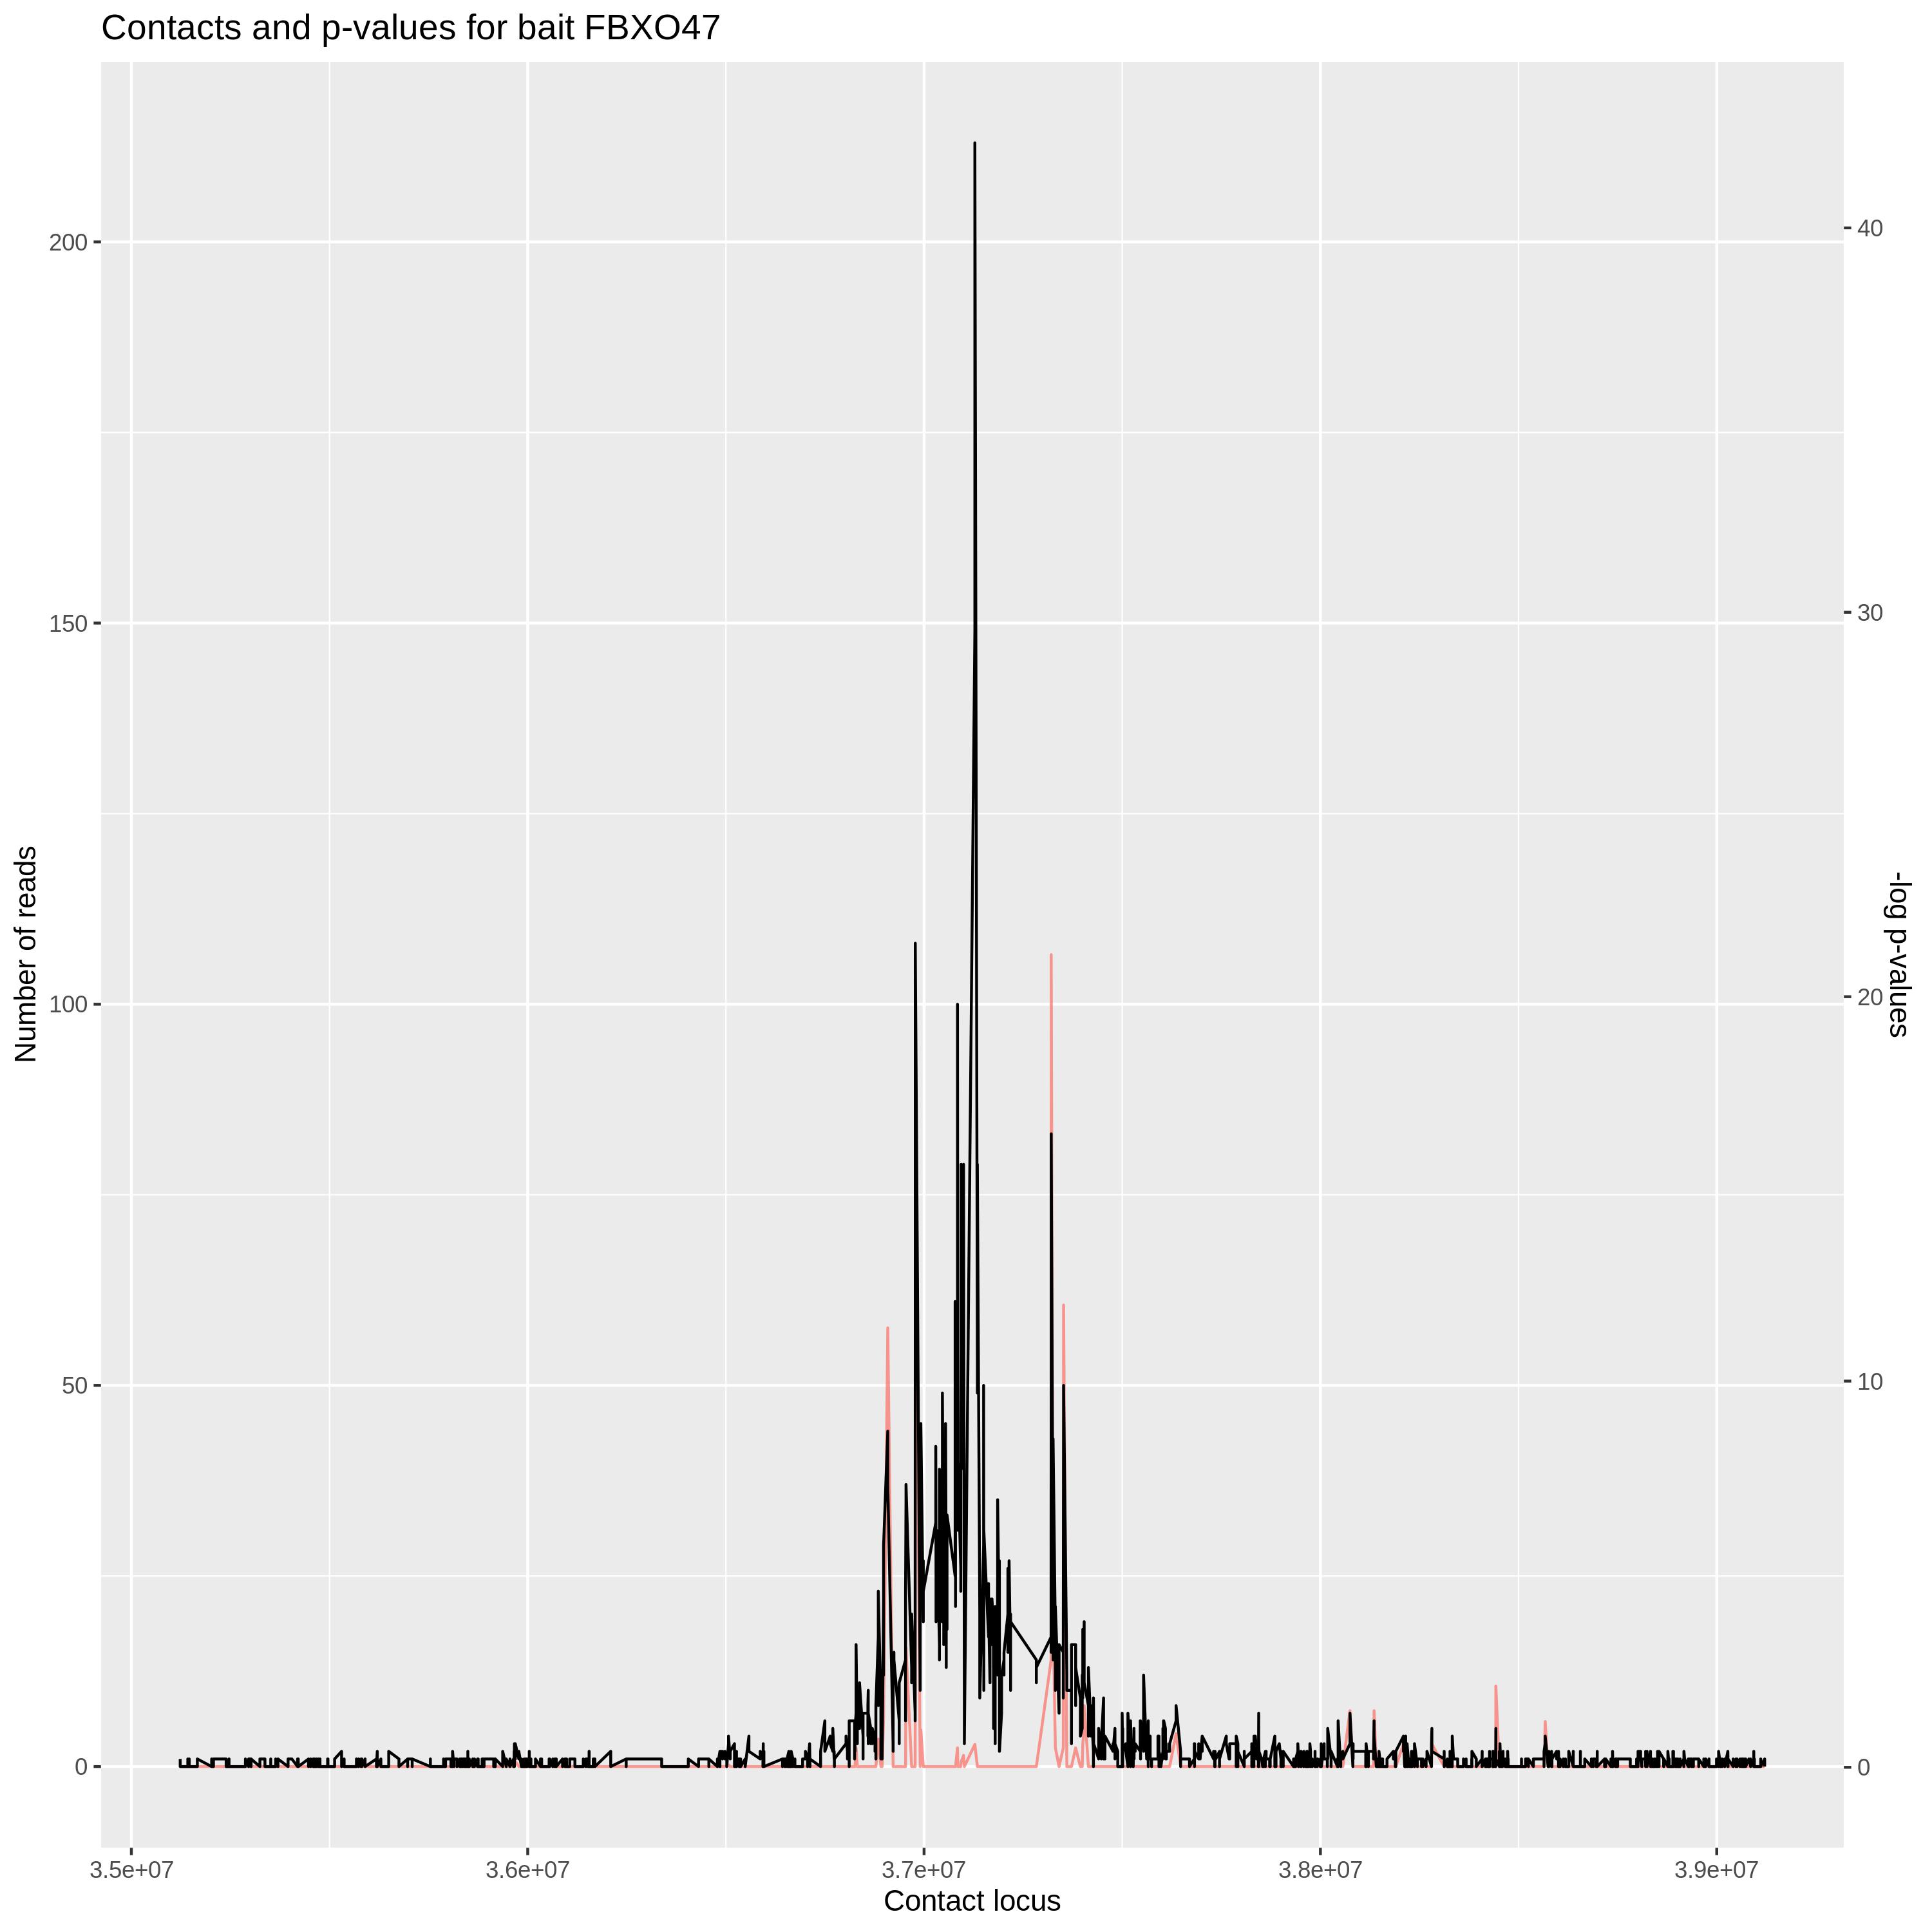 Contacts and p-values for bait FBXO47
Number of reads
200
150
100
50
0
40
30
20
10
0
-log p-values
3.5e+07
3.6e+07
3.7e+07
3.8e+07
3.9e+07
Contact locus